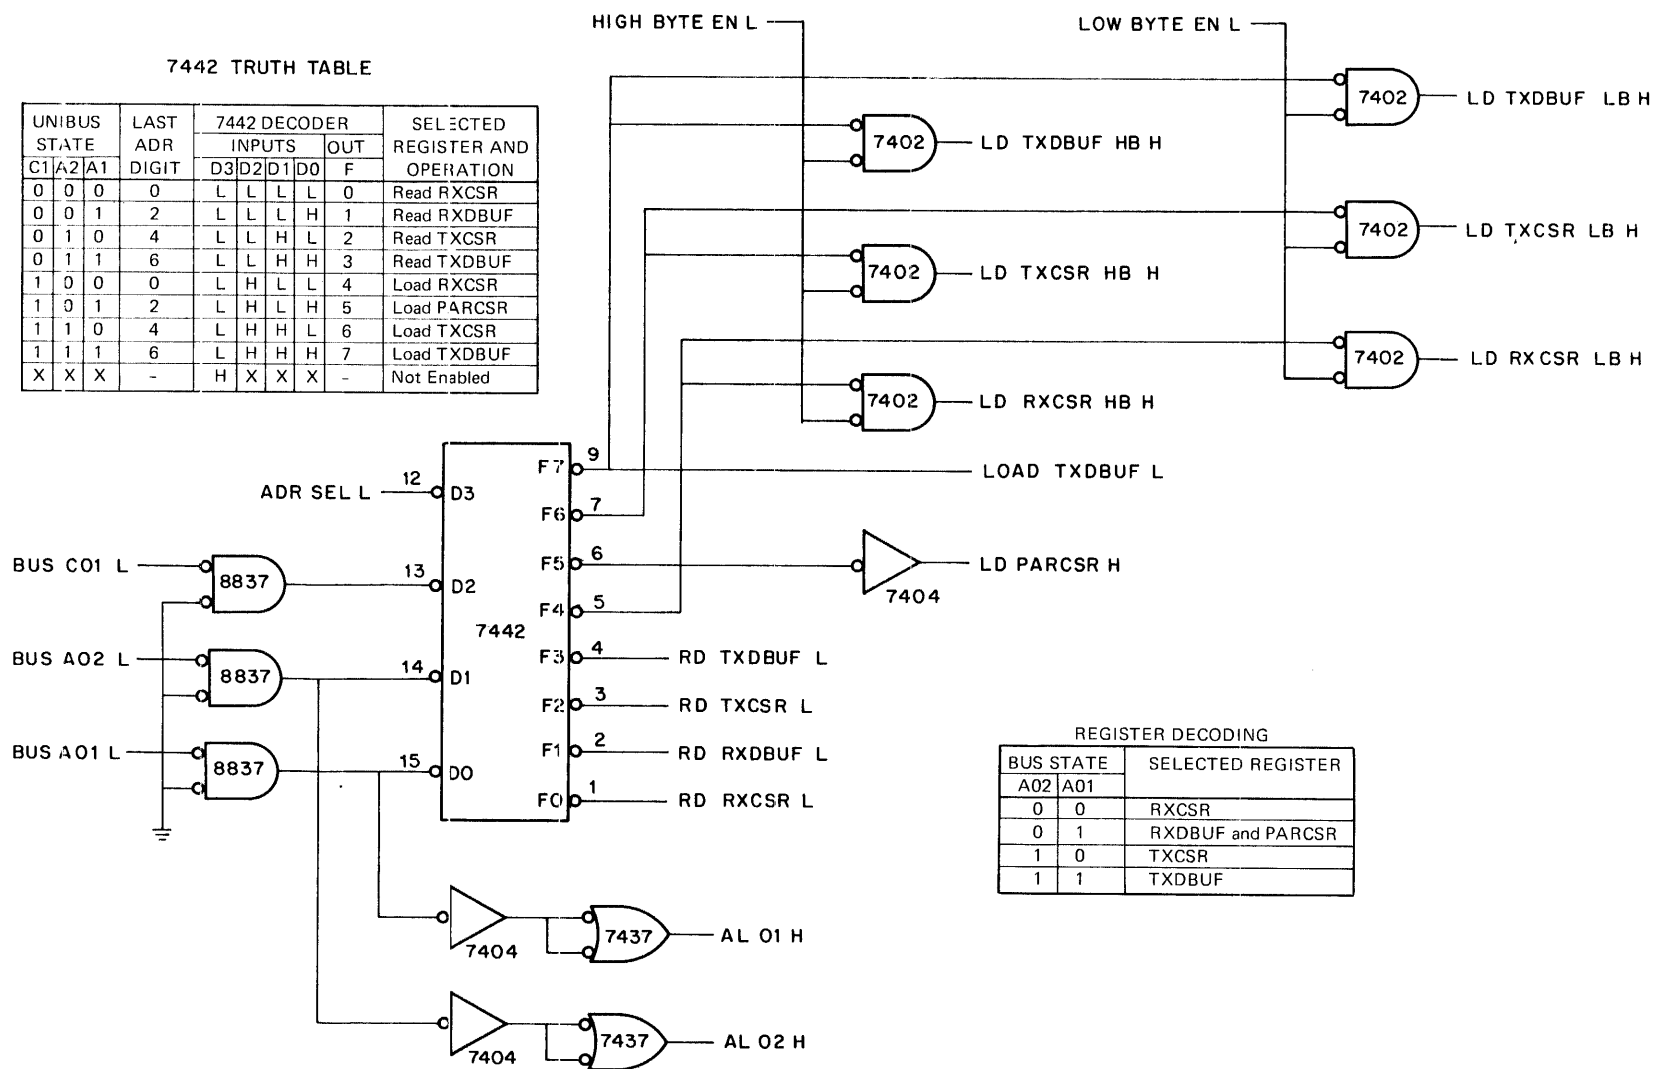 HIGH BYTE EN L
LOW BYTE EN L
7442 TRUTH TABLE
UNIBUS STATE LAST ADR DIGIT 7442 DECODER SELECTED REGISTER AND OPERATION
INPUTS OUT
C1 A2 A1 D3 D2 D1 D0 F
0 0 0 0 L L L L 0 Read RXCSR
0 0 1 2 L L L H 1 Read RXDBUF
0 1 0 4 L L H L 2 Read TXCSR
0 1 1 6 L L H H 3 Read TXDBUF
1 0 0 0 L H L L 4 Load RXCSR
1 0 1 2 L H L H 5 Load PARCSR
1 1 0 4 L H H L 6 Load TXCSR
1 1 1 6 L H H H 7 Load TXDBUF
X X X - H X X X - Not Enabled
7402 LD TXDBUF LB H
7402 LD TXDBUF HB H
7402 LD TXCSR LB H
7402 LD TXCSR HB H
7402 LD RXCSR LB H
7402 LD RXCSR HB H
F7 9 LOAD TXDBUF L
ADR SEL L 12 D3
F6 7
F5 6 LD PARCSR H
7404
BUS C01 L 8837 13 D2
F4 5
7442
BUS A02 L 8837 14 D1
F3 4 RD TXDBUF L
F2 3 RD TXCSR L
BUS A01 L 8837 15 D0
F1 2 RD RXDBUF L
F0 1 RD RXCSR L
REGISTER DECODING
BUS STATE SELECTED REGISTER
A02 A01
0 0 RXCSR
0 1 RXDBUF and PARCSR
1 0 TXCSR
1 1 TXDBUF
7404 7437 AL 01 H
7404 7437 AL 02 H